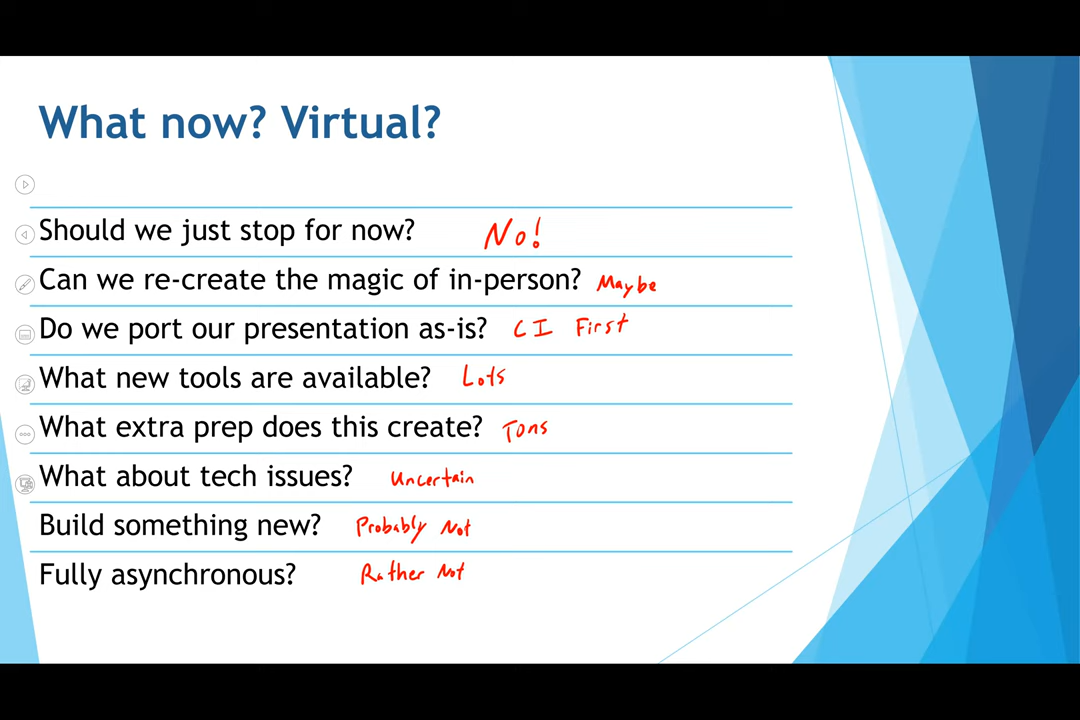 What now? Virtual?
Should we just stop for now? No!
Can we re-create the magic of in-person? Maybe
Do we port our presentation as-is? CI First
What new tools are available? Lots
What extra prep does this create? Tons
What about tech issues? Uncertain
Build something new? Probably Not
Fully asynchronous? Rather Not